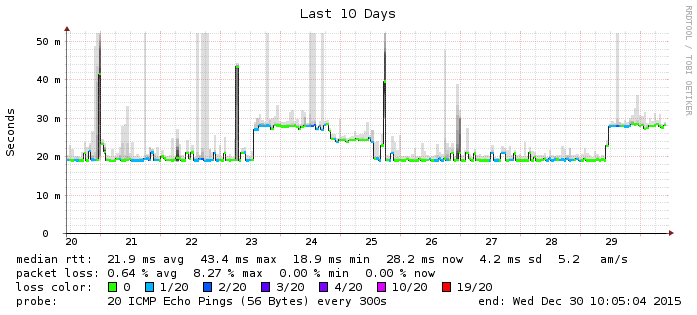 Last 10 Days
RRDTOOL / TOBI OETIKER
Seconds
50 m
40 m
30 m
20 m
10 m
0
20 21 22 23 24 25 26 27 28 29
median rtt: 21.9 ms avg 43.4 ms max 18.9 ms min 28.2 ms now 4.2 ms sd 5.2 am/s
packet loss: 0.64 % avg 8.27 % max 0.00 % min 0.00 % now
loss color: 0 1/20 2/20 3/20 4/20 10/20 19/20
probe: 20 ICMP Echo Pings (56 Bytes) every 300s end: Wed Dec 30 10:05:04 2015